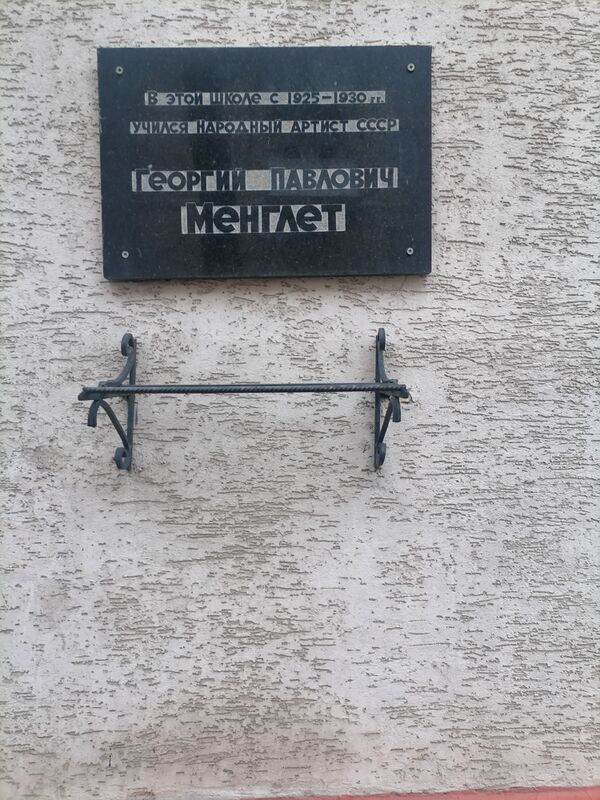 В этой школе с 1925–1930 гг.
учился Народный артист СССР
Георгий Павлович
Менглет